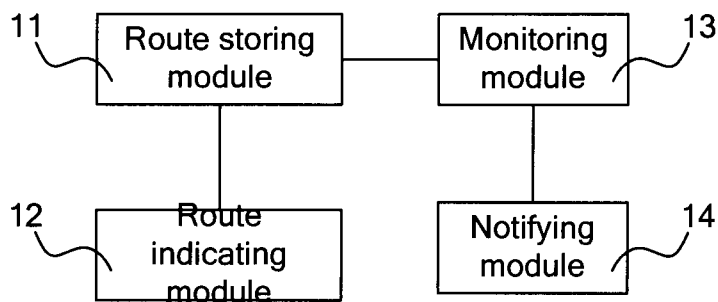 11
Route storing
module
Monitoring
module
13
12
Route
indicating
module
Notifying
module
14